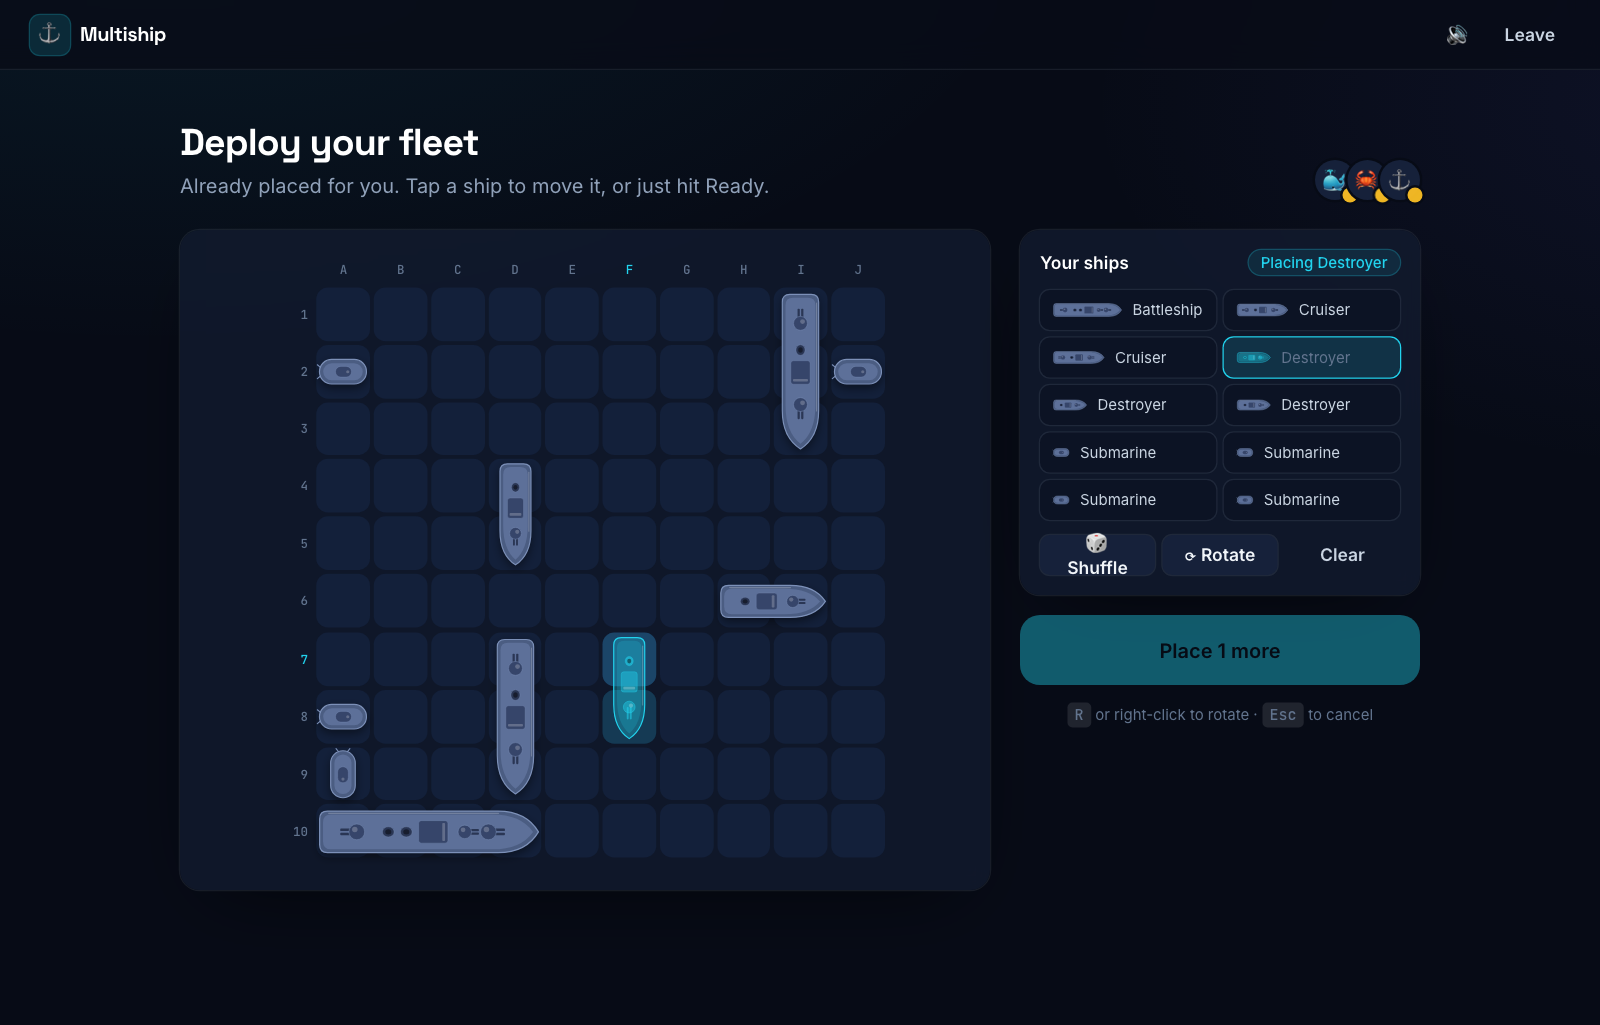 Multiship
Leave
Deploy your fleet
Already placed for you. Tap a ship to move it, or just hit Ready.
A B C D E F G H I J
1
2
3
4
5
6
7
8
9
10
Your ships
Placing Destroyer
Battleship
Cruiser
Cruiser
Destroyer
Destroyer
Destroyer
Submarine
Submarine
Submarine
Submarine
Shuffle
Rotate
Clear
Place 1 more
R or right-click to rotate · Esc to cancel